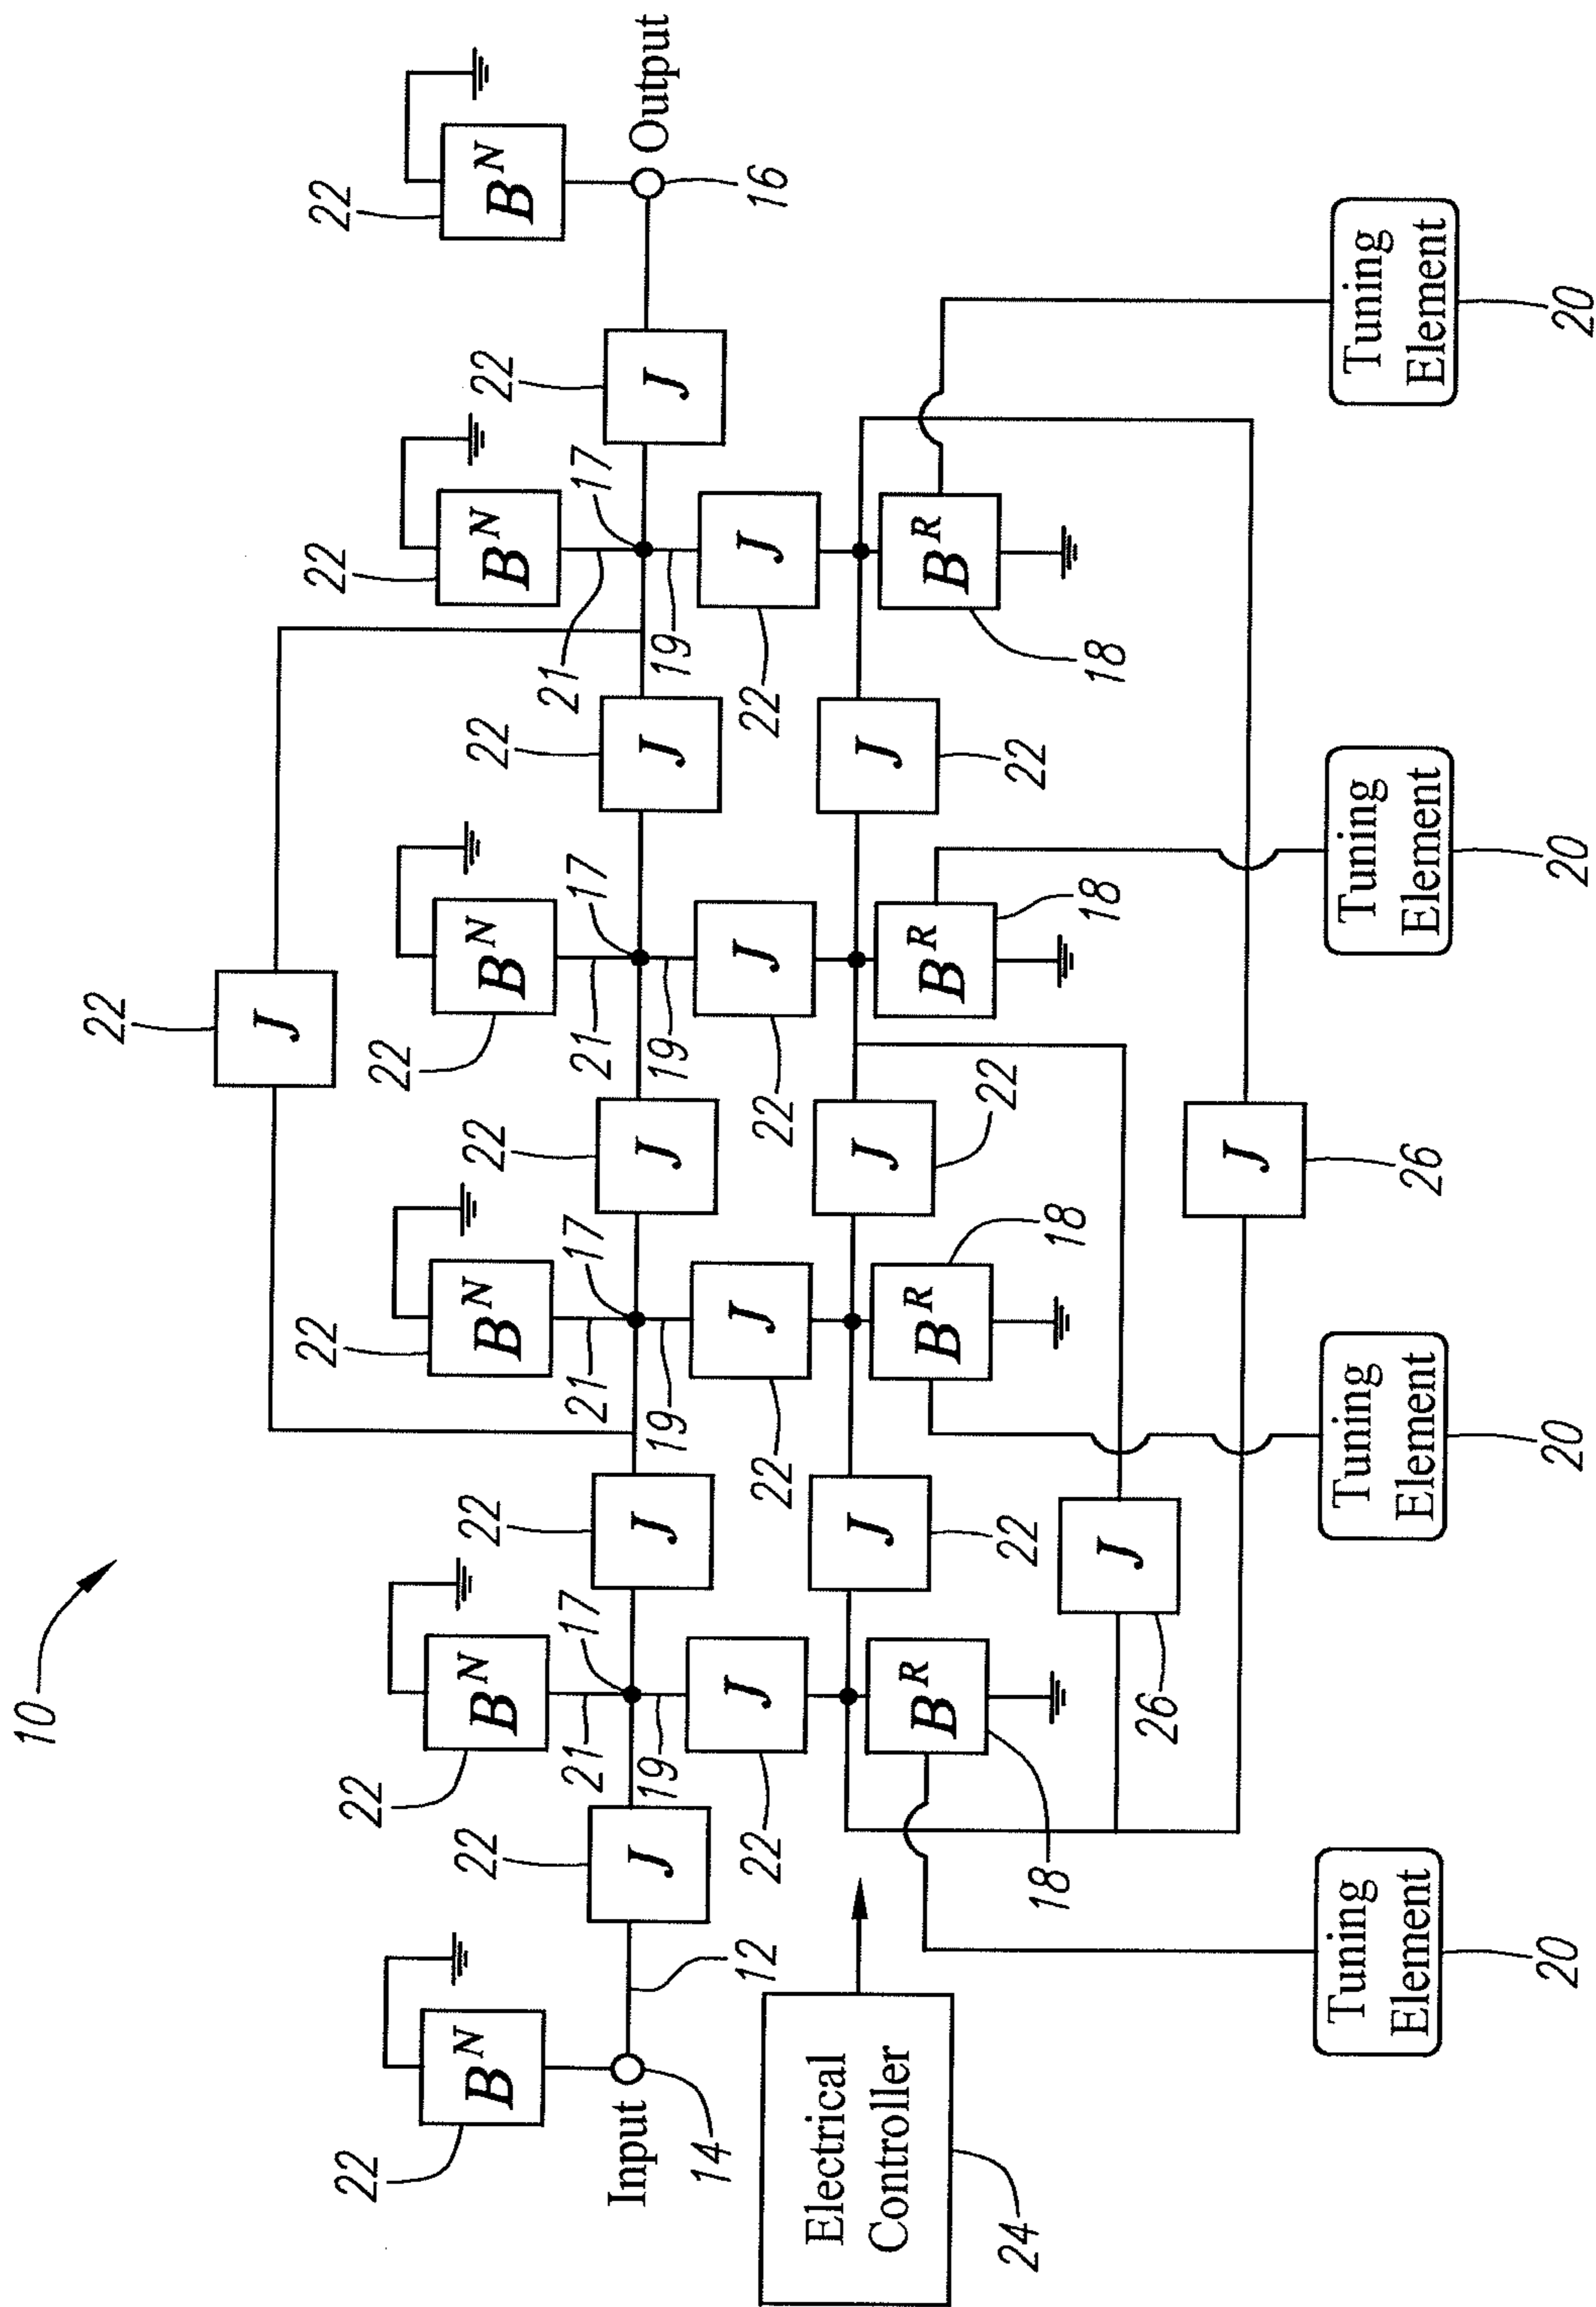 10
22
J
22 22 22 22 22 22
B^N B^N B^N B^N B^N B^N
22 22 22 22 22
21 17 21 17 21 17 21 17
Input J J J J J Output
14 12 19 19 19 19 16
J J J J
22 22 22 22
Electrical
Controller
24
J J J
22 22 22
B^R B^R B^R B^R
18 18 18 18
J
26
J
26
Tuning
Element
20
Tuning
Element
20
Tuning
Element
20
Tuning
Element
20